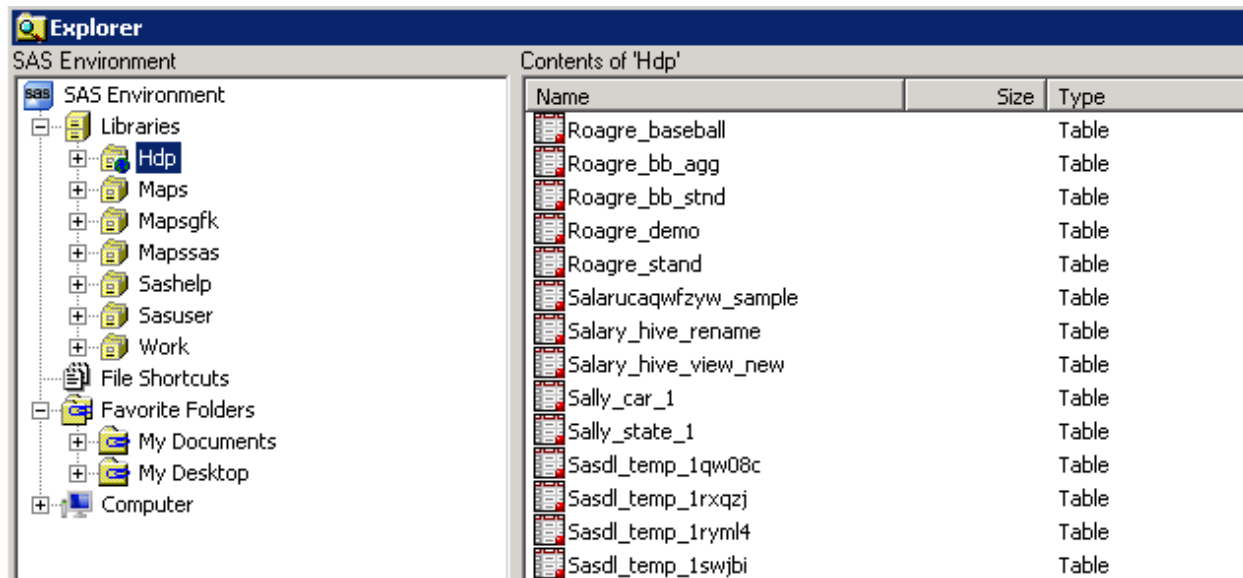 Explorer
SAS Environment
sas SAS Environment
Libraries
Hdp
Maps
Mapsgfk
Mapssas
Sashelp
Sasuser
Work
File Shortcuts
Favorite Folders
My Documents
My Desktop
Computer
Contents of 'Hdp'
Name Size Type
Roagre_baseball Table
Roagre_bb_agg Table
Roagre_bb_stnd Table
Roagre_demo Table
Roagre_stand Table
Salarucaqwfzyw_sample Table
Salary_hive_rename Table
Salary_hive_view_new Table
Sally_car_1 Table
Sally_state_1 Table
Sasdl_temp_1qw08c Table
Sasdl_temp_1rxqzj Table
Sasdl_temp_1ryml4 Table
Sasdl_temp_1swjbi Table